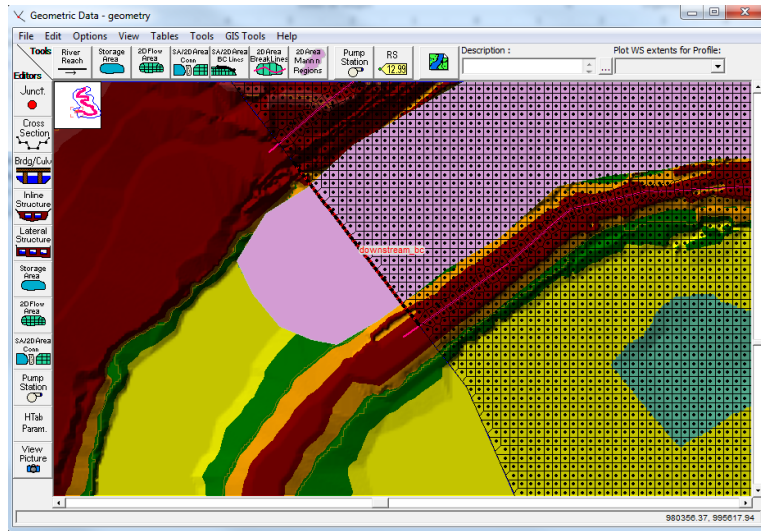 Geometric Data - geometry
File Edit Options View Tables Tools GIS Tools Help
Tools
Editors
River
Reach
Storage
Area
2D Flow
Area
SA/2D Area
Conn
SA/2D Area
BC Lines
2D Area
BreakLines
2D Area
Mann n
Regions
Pump
Station
RS
12.99
Description :
...
Plot WS extents for Profile:
Junct.
Cross
Section
Brdg/Culv
Inline
Structure
Lateral
Structure
Storage
Area
2D Flow
Area
SA/2D Area
Conn
Pump
Station
HTab
Param.
View
Picture
downstream_bc
980356.37, 995617.94